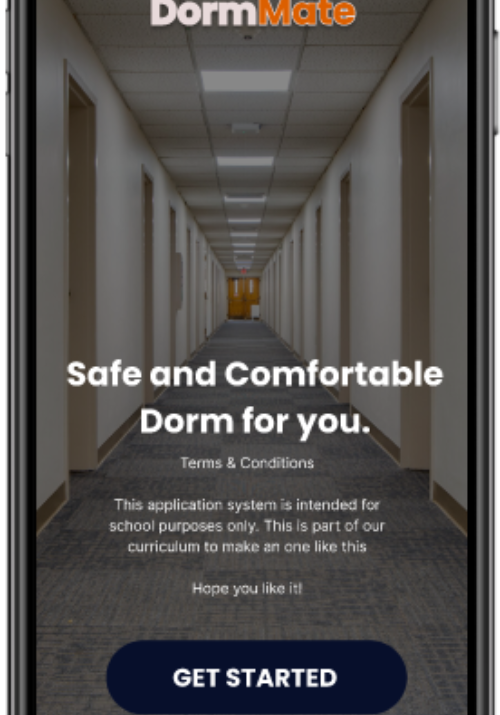 DormMate
Safe and Comfortable
Dorm for you.
Terms & Conditions
This application system is intended for
school purposes only. This is part of our
curriculum to make an one like this
Hope you like it!
GET STARTED